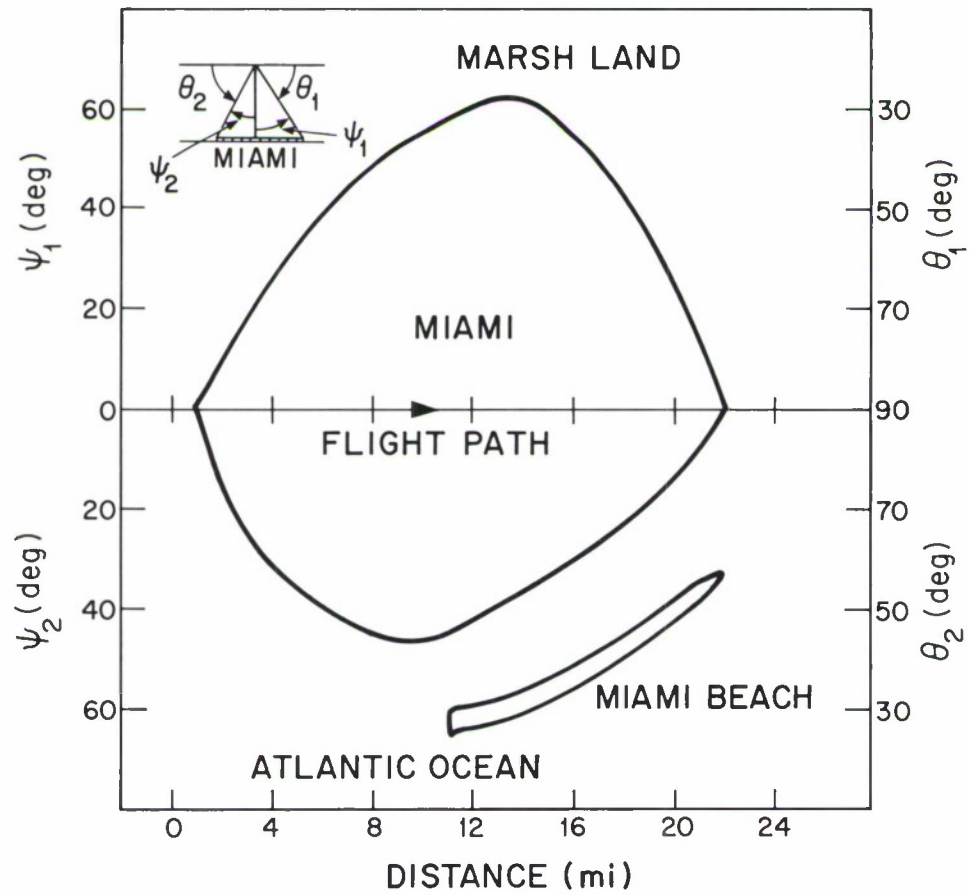 MARSH LAND
θ2 θ1
ψ2 ψ1
MIAMI
60 30
ψ1 (deg) θ1 (deg)
40 50
20 70
MIAMI
0 90
FLIGHT PATH
20 70
ψ2 (deg) θ2 (deg)
40 50
MIAMI BEACH
60 30
ATLANTIC OCEAN
0 4 8 12 16 20 24
DISTANCE (mi)